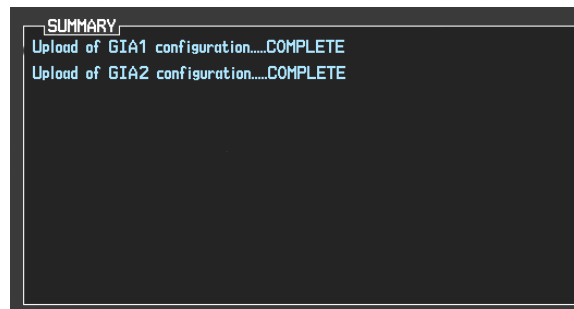 SUMMARY
Upload of GIA1 configuration.....COMPLETE
Upload of GIA2 configuration.....COMPLETE